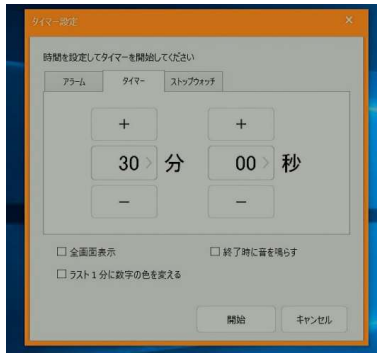 タイマー設定
×
時間を設定してタイマーを開始してください
アラーム タイマー ストップウォッチ
+ +
30 > 分 00 > 秒
− −
全画面表示 終了時に音を鳴らす
ラスト1分に数字の色を変える
開始 キャンセル